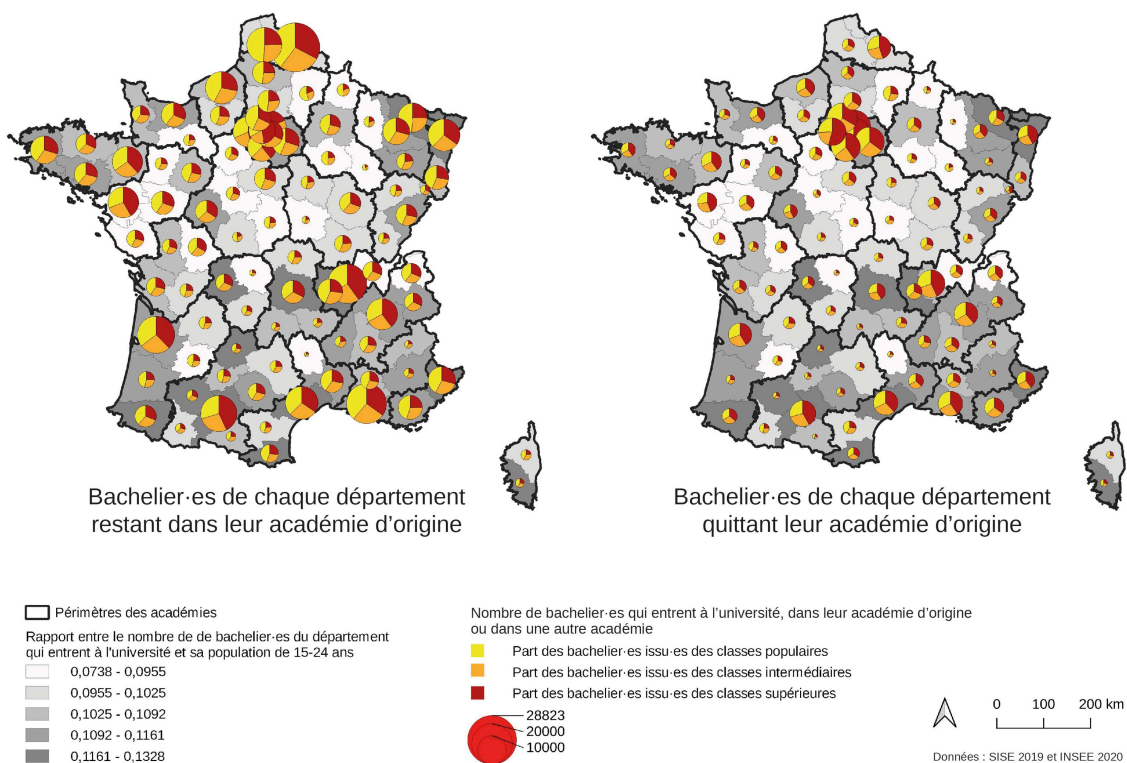 Bachelier·es de chaque département
restant dans leur académie d’origine
Bachelier·es de chaque département
quittant leur académie d’origine
Périmètres des académies
Rapport entre le nombre de de bachelier·es du département
qui entrent à l'université et sa population de 15-24 ans
0,0738 - 0,0955
0,0955 - 0,1025
0,1025 - 0,1092
0,1092 - 0,1161
0,1161 - 0,1328
Nombre de bachelier·es qui entrent à l’université, dans leur académie d’origine
ou dans une autre académie
Part des bachelier·es issu·es des classes populaires
Part des bachelier·es issu·es des classes intermédiaires
Part des bachelier·es issu·es des classes supérieures
28823
20000
10000
0 100 200 km
Données : SISE 2019 et INSEE 2020